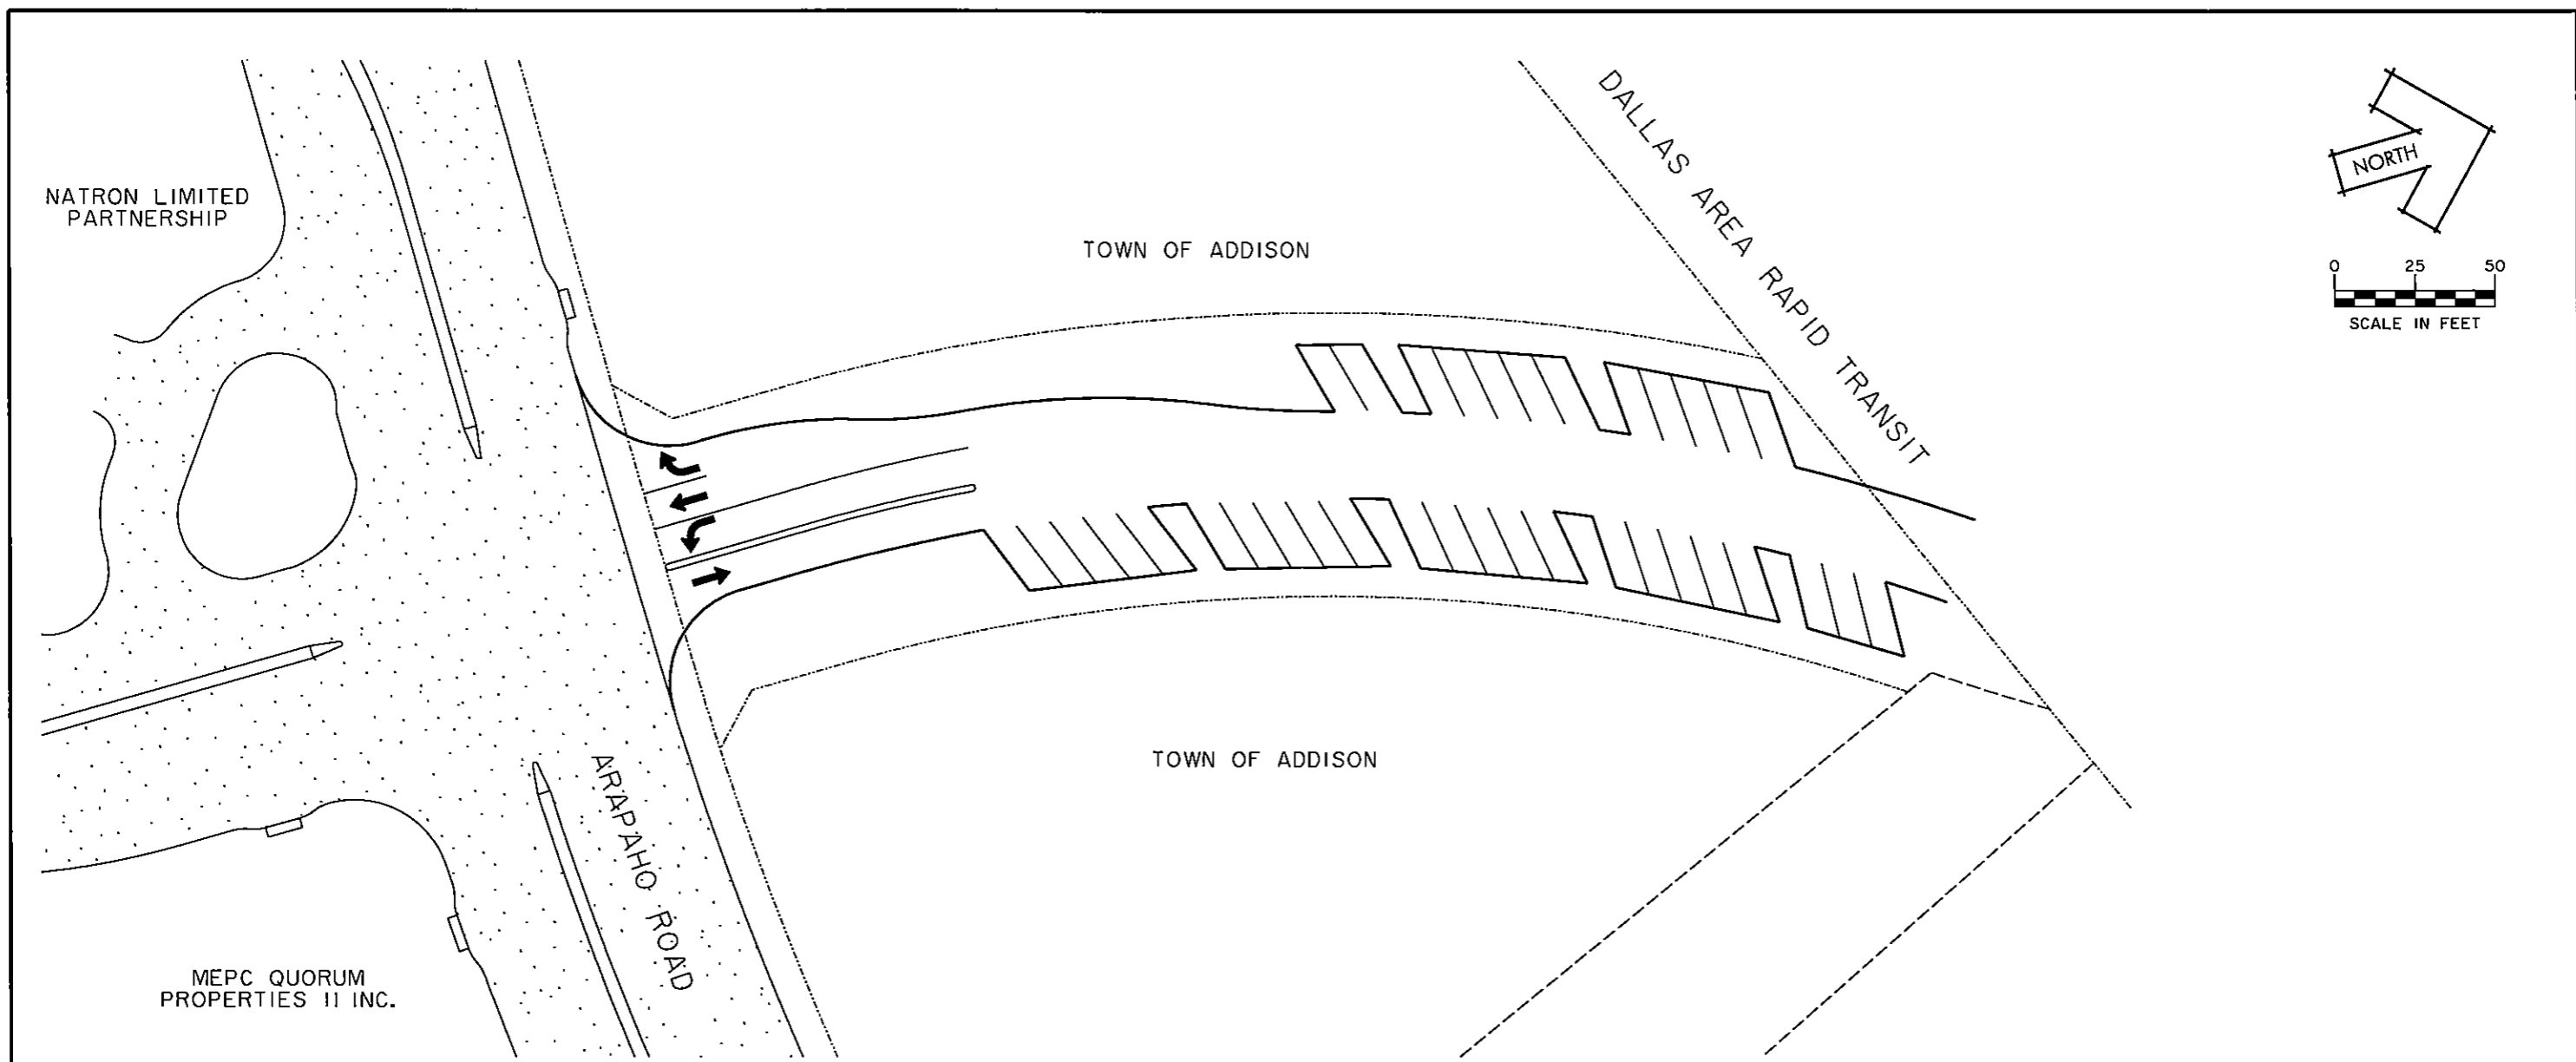 NATRON LIMITED
PARTNERSHIP
TOWN OF ADDISON
DALLAS AREA RAPID TRANSIT
NORTH
0 25 50
SCALE IN FEET
TOWN OF ADDISON
ARAPAHO ROAD
MEPC QUORUM
PROPERTIES II INC.